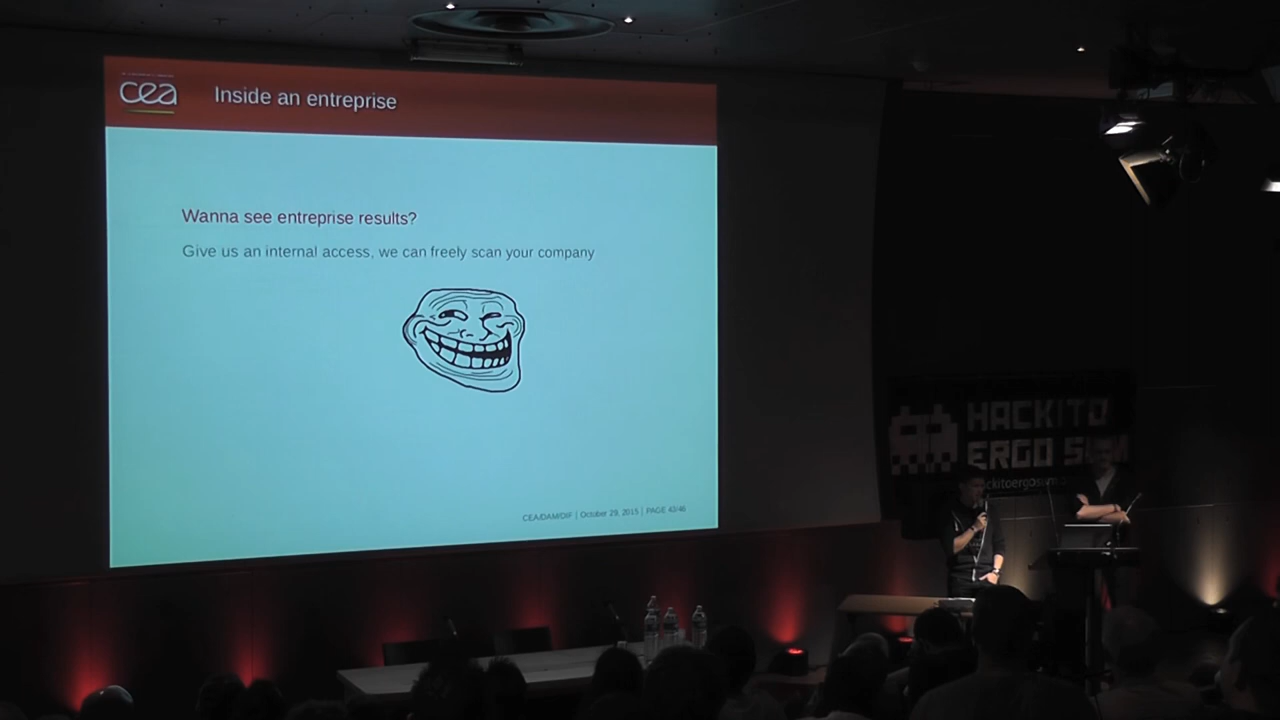 cea
Inside an entreprise
Wanna see entreprise results?
Give us an internal access, we can freely scan your company
CEA/DAM/DIF | October 29, 2015 | PAGE 43/46
HACKITO
ERGO S M
ckitoergosum